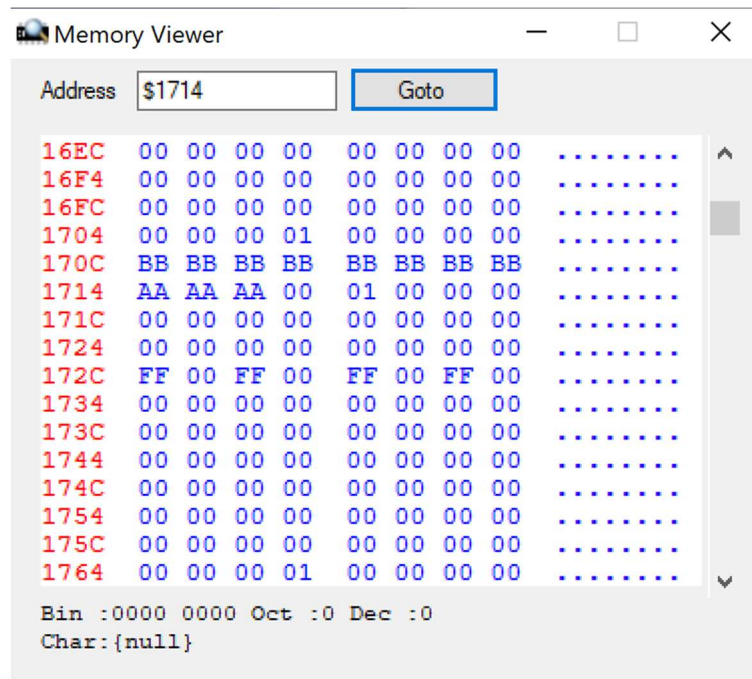 Memory Viewer
Address $1714 Goto
16EC 00 00 00 00 00 00 00 00 ........
16F4 00 00 00 00 00 00 00 00 ........
16FC 00 00 00 00 00 00 00 00 ........
1704 00 00 00 01 00 00 00 00 ........
170C BB BB BB BB BB BB BB BB ........
1714 AA AA AA 00 01 00 00 00 ........
171C 00 00 00 00 00 00 00 00 ........
1724 00 00 00 00 00 00 00 00 ........
172C FF 00 FF 00 FF 00 FF 00 ........
1734 00 00 00 00 00 00 00 00 ........
173C 00 00 00 00 00 00 00 00 ........
1744 00 00 00 00 00 00 00 00 ........
174C 00 00 00 00 00 00 00 00 ........
1754 00 00 00 00 00 00 00 00 ........
175C 00 00 00 00 00 00 00 00 ........
1764 00 00 00 01 00 00 00 00 ........
Bin :0000 0000 Oct :0 Dec :0
Char:{null}